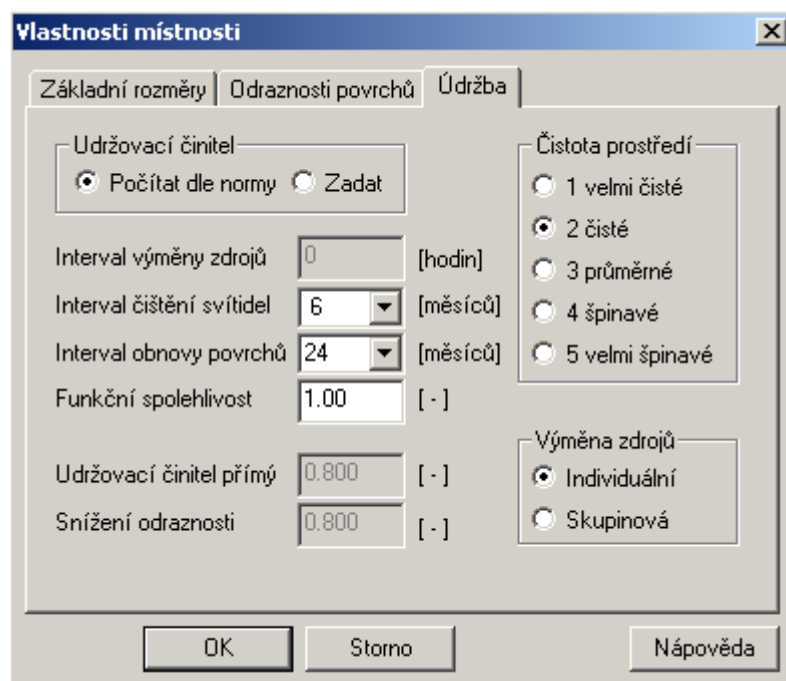 Vlastnosti místnosti
Základní rozměry Odraznosti povrchů Údržba
Udržovací činitel
Počítat dle normy Zadat
Interval výměny zdrojů 0 [hodin]
Interval čištění svítidel 6 [měsíců]
Interval obnovy povrchů 24 [měsíců]
Funkční spolehlivost 1.00 [ - ]
Udržovací činitel přímý 0.800 [ - ]
Snížení odraznosti 0.800 [ - ]
Čistota prostředí
1 velmi čisté
2 čisté
3 průměrné
4 špinavé
5 velmi špinavé
Výměna zdrojů
Individuální
Skupinová
OK Storno Nápověda